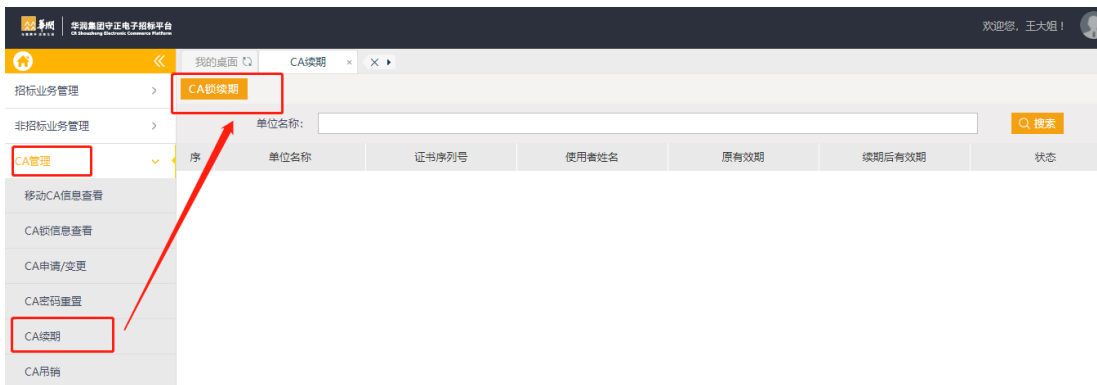 华润 华润集团守正电子招标平台
CR Shouzheng Electronic Commerce Platform
欢迎您，王大姐！
我的桌面 CA续期
招标业务管理
CA锁续期
非招标业务管理
单位名称：
搜索
CA管理
序 单位名称 证书序列号 使用者姓名 原有效期 续期后有效期 状态
移动CA信息查看
CA锁信息查看
CA申请/变更
CA密码重置
CA续期
CA吊销